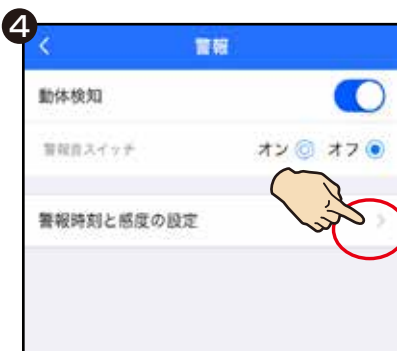 4
警報
動体検知
警報音スイッチ オン オフ
警報時刻と感度の設定